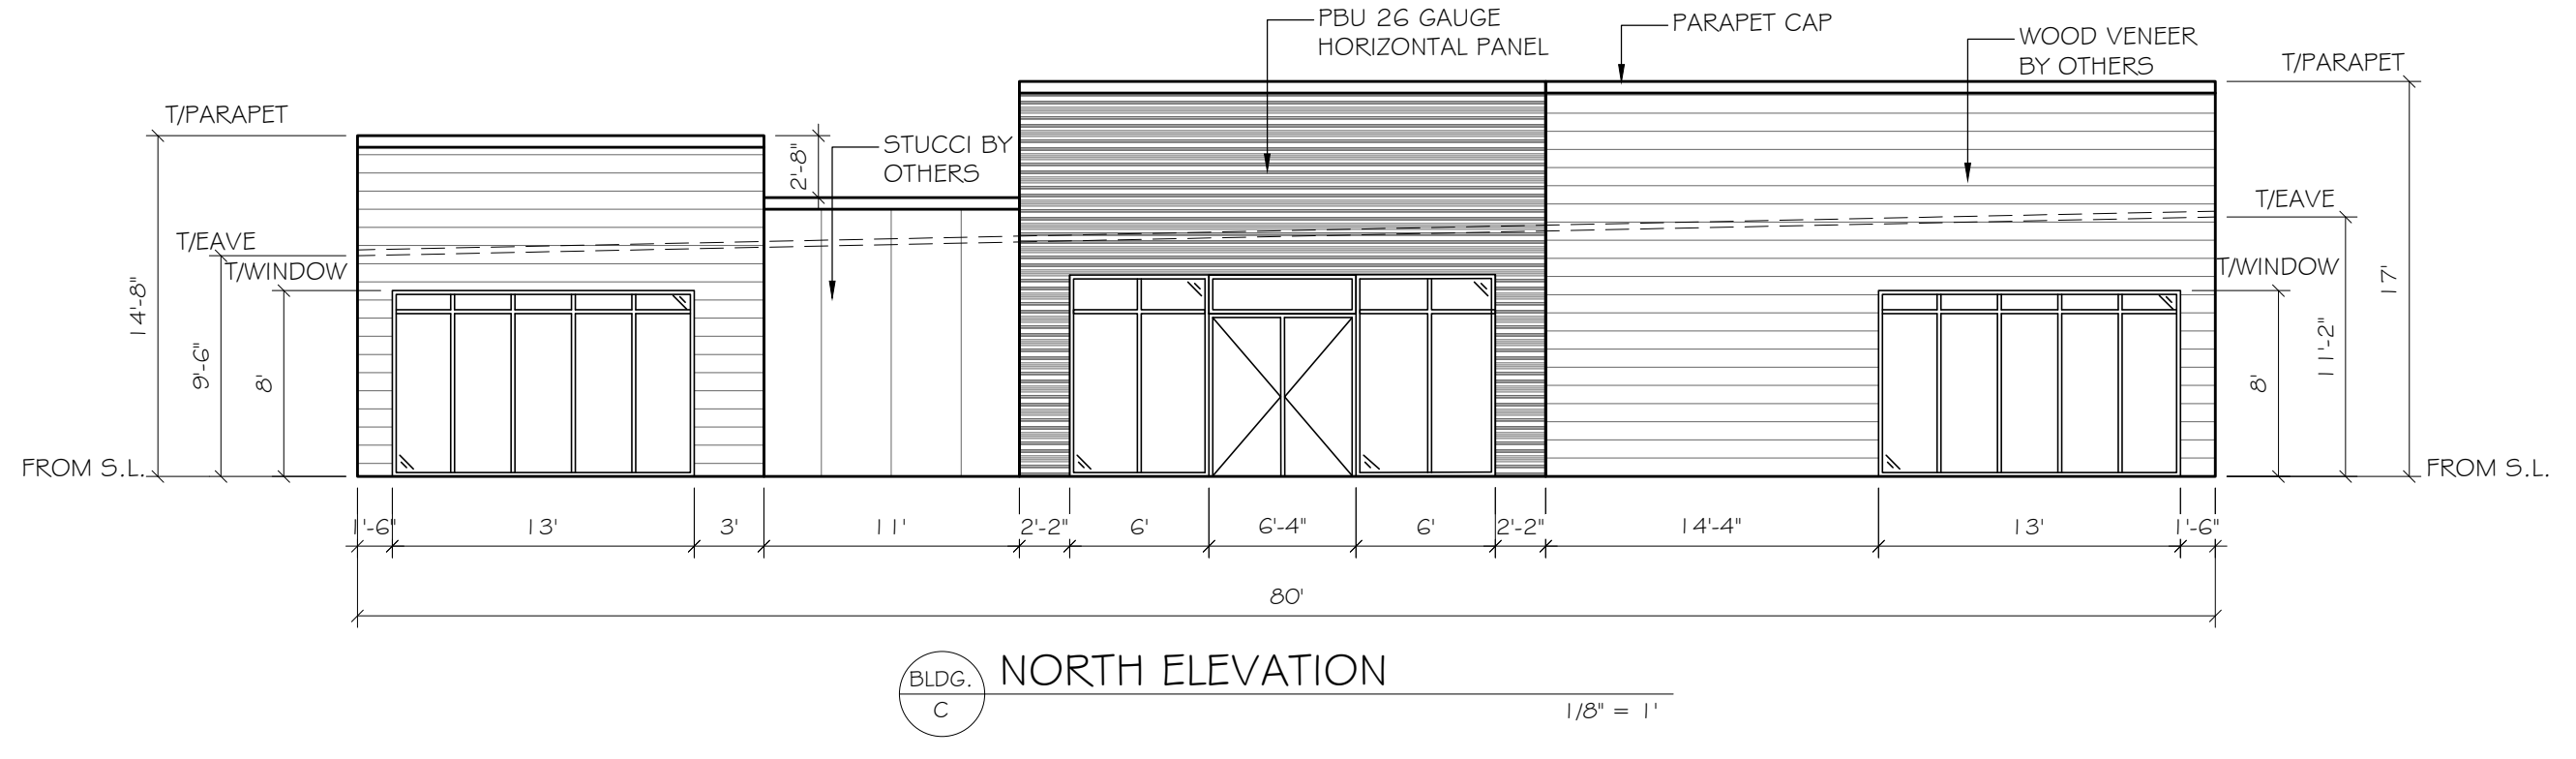 PBU 26 GAUGE
HORIZONTAL PANEL
PARAPET CAP
WOOD VENEER
BY OTHERS
T/PARAPET
T/PARAPET
STUCCI BY
OTHERS
2'-8"
T/EAVE
T/EAVE
T/WINDOW
T/WINDOW
14'-8"
9'-6"
8'
8'
11'-2"
17'
FROM S.L.
FROM S.L.
1'-6" 13' 3' 11' 2'-2" 6' 6'-4" 6' 2'-2" 14'-4" 13' 1'-6"
80'
BLDG.
C
NORTH ELEVATION
1/8" = 1'